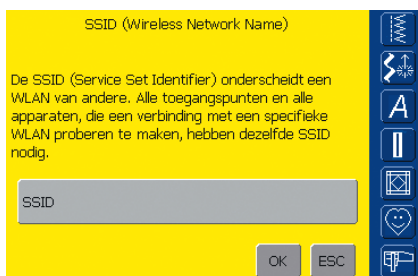 SSID (Wireless Network Name)
De SSID (Service Set Identifier) onderscheidt een
WLAN van andere. Alle toegangspunten en alle
apparaten, die een verbinding met een specifieke
WLAN proberen te maken, hebben dezelfde SSID
nodig.
SSID
OK ESC
A